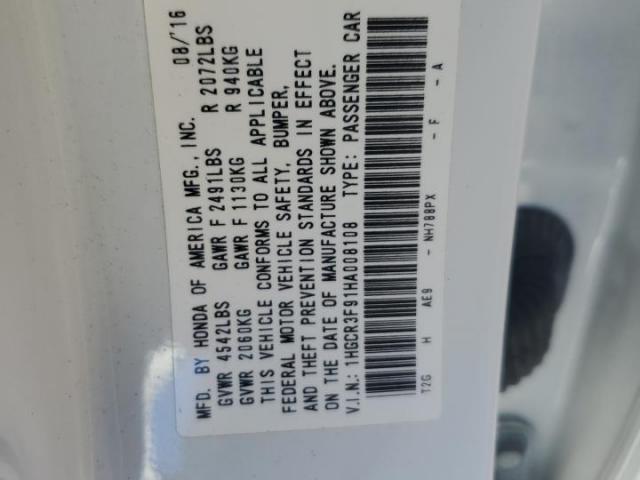 MFD. BY HONDA OF AMERICA MFG., INC. 08/'16
GVWR 4542LBS GAWR F 2491LBS R 2072LBS
GVWR 2060KG GAWR F 1130KG R 940KG
THIS VEHICLE CONFORMS TO ALL APPLICABLE
FEDERAL MOTOR VEHICLE SAFETY, BUMPER,
AND THEFT PREVENTION STANDARDS IN EFFECT
ON THE DATE OF MANUFACTURE SHOWN ABOVE.
V.I.N.: 1HGCR3F91HA008108 TYPE: PASSENGER CAR
T2G H AE9 - NH788PX - F - A